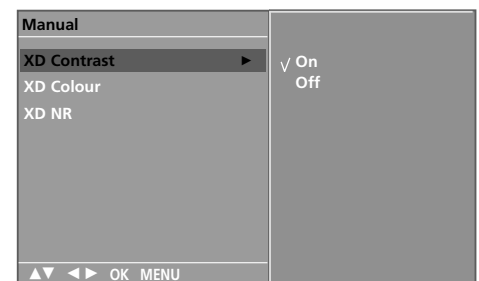 Manual
XD Contrast ►
√ On
Off
XD Colour
XD NR
▲▼ ◄► OK MENU